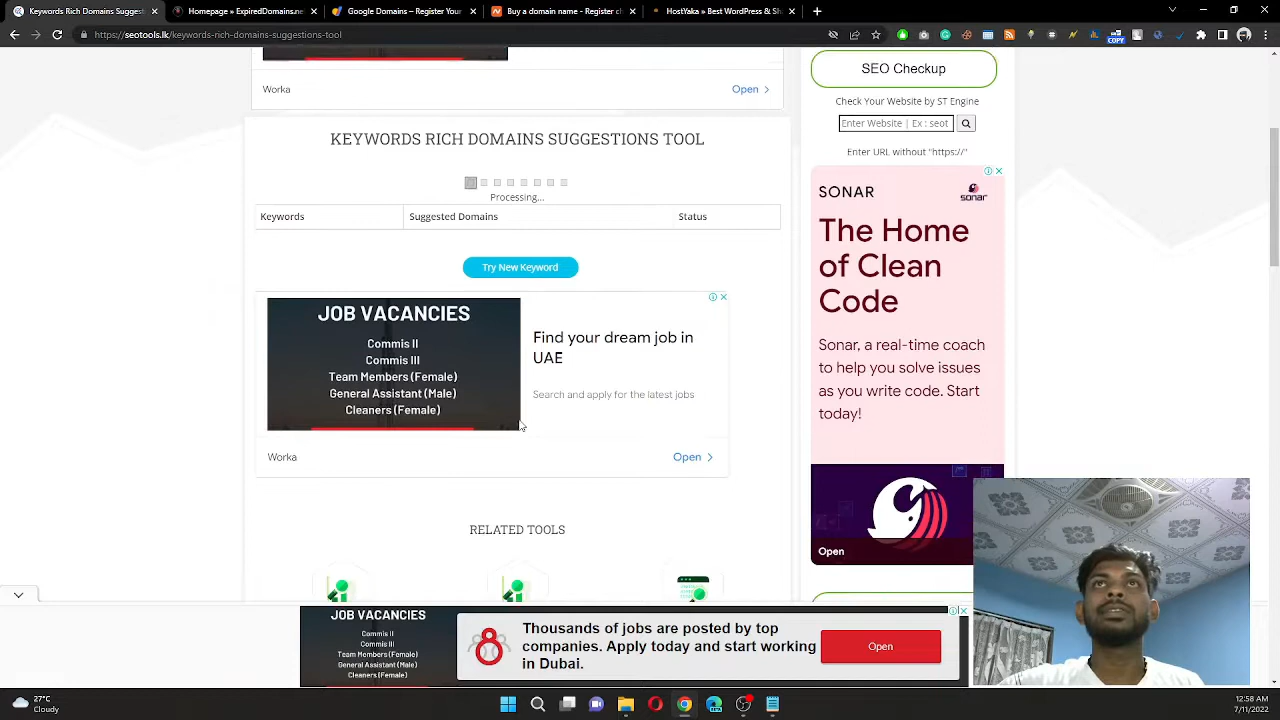 Keywords Rich Domains Suggest
Homepage » ExpiredDomains.ne
Google Domains – Register Your
Buy a domain name - Register ch
HostYaka » Best WordPress & Sh
https://seotools.lk/keywords-rich-domains-suggestions-tool
COPY
Worka
Open
KEYWORDS RICH DOMAINS SUGGESTIONS TOOL
Processing...
Keywords
Suggested Domains
Status
Try New Keyword
JOB VACANCIES
Commis II
Commis III
Team Members (Female)
General Assistant (Male)
Cleaners (Female)
Find your dream job in
UAE
Search and apply for the latest jobs
Worka
Open
RELATED TOOLS
SEO Checkup
Check Your Website by ST Engine
Enter Website | Ex : seot
Enter URL without "https://"
SONAR
sonar
The Home
of Clean
Code
Sonar, a real-time coach
to help you solve issues
as you write code. Start
today!
Open
JOB VACANCIES
Commis II
Commis III
Team Members (Female)
General Assistant (Male)
Cleaners (Female)
Thousands of jobs are posted by top
companies. Apply today and start working
in Dubai.
Open
27°C
Cloudy
12:58 AM
7/11/2022